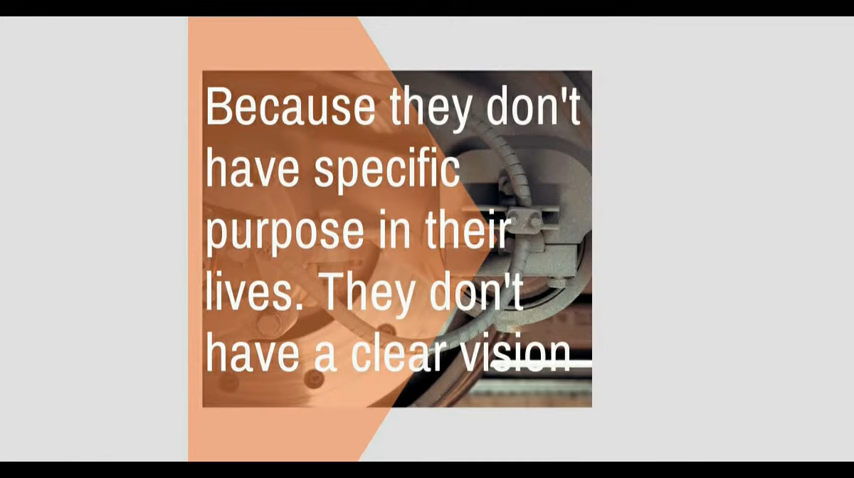 Because they don't
have specific
purpose in their
lives. They don't
have a clear vision